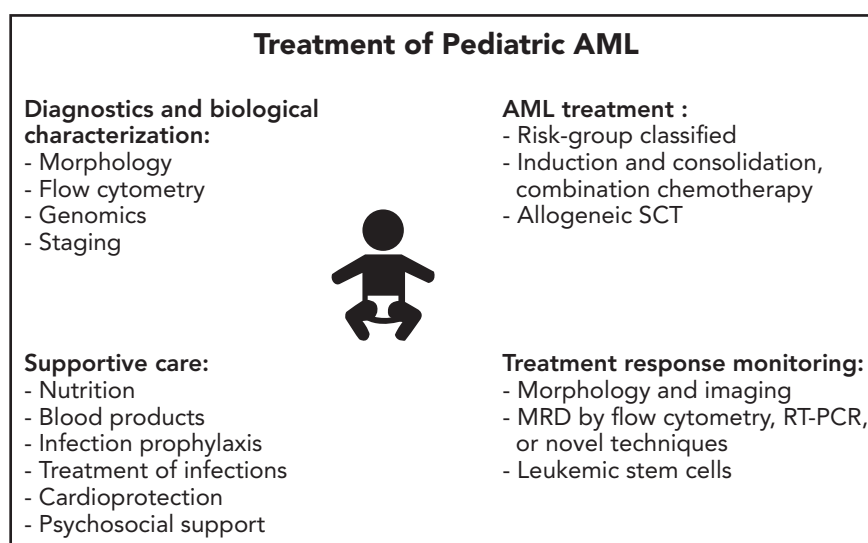 Treatment of Pediatric AML
Diagnostics and biological
characterization:
- Morphology
- Flow cytometry
- Genomics
- Staging
AML treatment :
- Risk-group classified
- Induction and consolidation,
combination chemotherapy
- Allogeneic SCT
Supportive care:
- Nutrition
- Blood products
- Infection prophylaxis
- Treatment of infections
- Cardioprotection
- Psychosocial support
Treatment response monitoring:
- Morphology and imaging
- MRD by flow cytometry, RT-PCR,
or novel techniques
- Leukemic stem cells